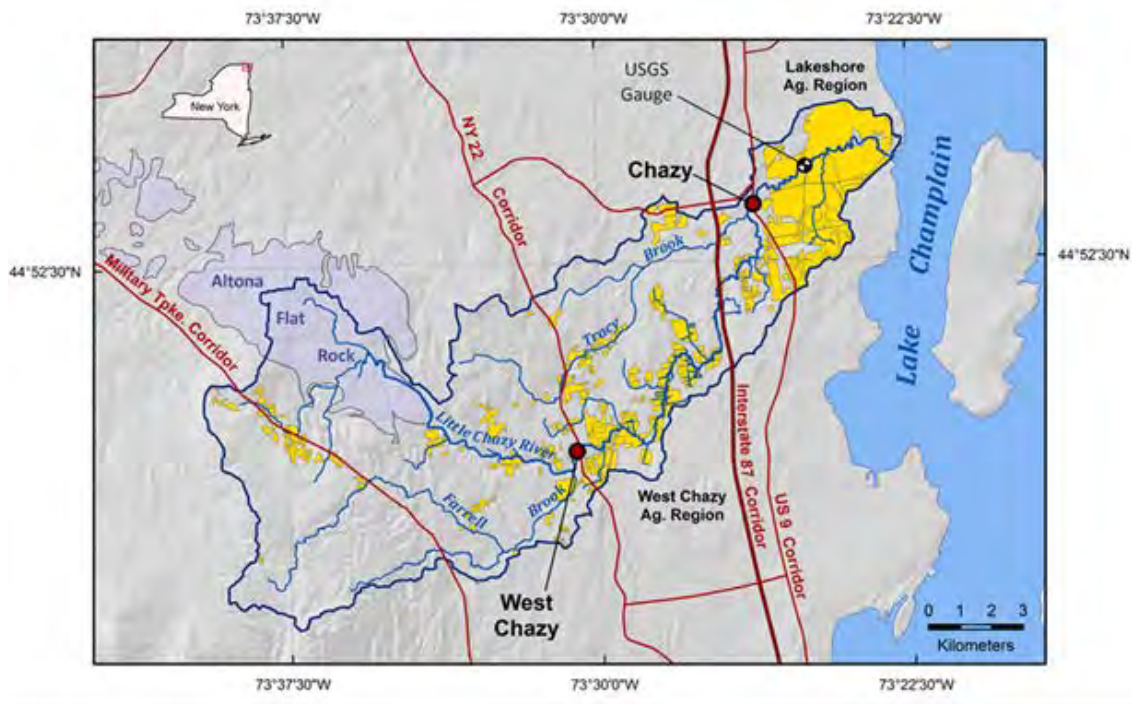 73°37'30"W
73°30'0"W
73°22'30"W
USGS
Gauge
Lakeshore
Ag. Region
New York
NY 22
Corridor
Chazy
Lake Champlain
44°52'30"N
44°52'30"N
Military Tpke. Corridor
Altona
Flat
Rock
Brook
Tracy
Little Chazy River
Interstate 87 Corridor
US 9 Corridor
West Chazy
Ag. Region
Farrell
Brook
West
Chazy
0 1 2 3
Kilometers
73°37'30"W
73°30'0"W
73°22'30"W